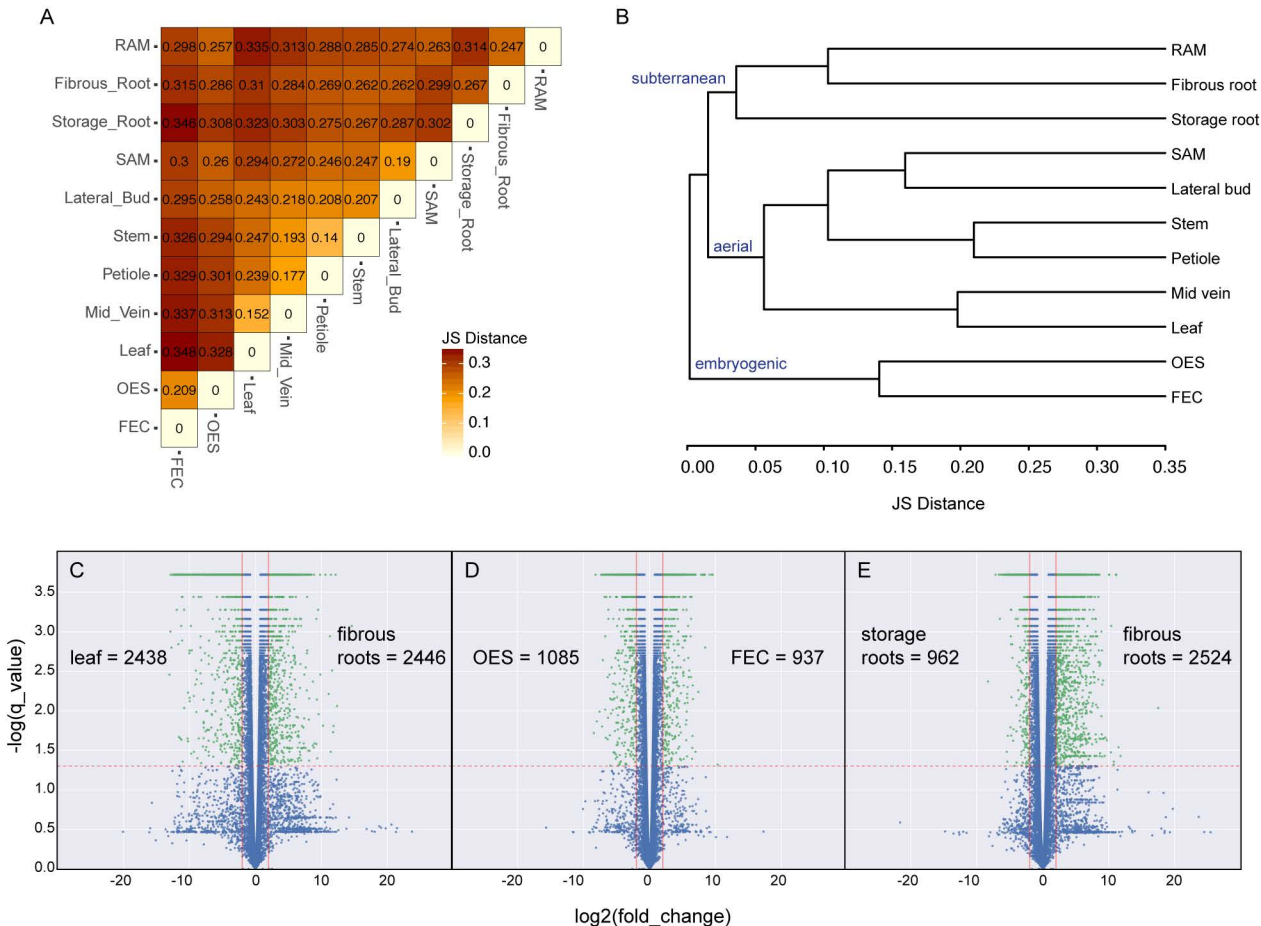 A
RAM 0.298 0.257 0.335 0.313 0.288 0.285 0.274 0.263 0.314 0.247 0
Fibrous_Root 0.315 0.286 0.31 0.284 0.269 0.262 0.262 0.299 0.267 0
Storage_Root 0.348 0.308 0.323 0.303 0.275 0.267 0.287 0.302 0
SAM 0.3 0.26 0.294 0.272 0.246 0.247 0.19 0
Lateral_Bud 0.295 0.258 0.243 0.218 0.208 0.207 0
Stem 0.326 0.294 0.247 0.193 0.14 0
Petiole 0.329 0.301 0.239 0.177 0
Mid_Vein 0.337 0.313 0.152 0
Leaf 0.348 0.328 0
OES 0.209 0
FEC 0
FEC
OES
Leaf
Mid_Vein
Petiole
Stem
Lateral_Bud
SAM
Storage_Root
Fibrous_Root
RAM
JS Distance
0.3
0.2
0.1
0.0
B
subterranean
aerial
embryogenic
RAM
Fibrous root
Storage root
SAM
Lateral bud
Stem
Petiole
Mid vein
Leaf
OES
FEC
0.00 0.05 0.10 0.15 0.20 0.25 0.30 0.35
JS Distance
C
leaf = 2438
fibrous
roots = 2446
D
OES = 1085
FEC = 937
E
storage
roots = 962
fibrous
roots = 2524
-log(q_value)
3.5
3.0
2.5
2.0
1.5
1.0
0.5
0.0
-20 -10 0 10 20
-20 -10 0 10 20
-20 -10 0 10 20
log2(fold_change)